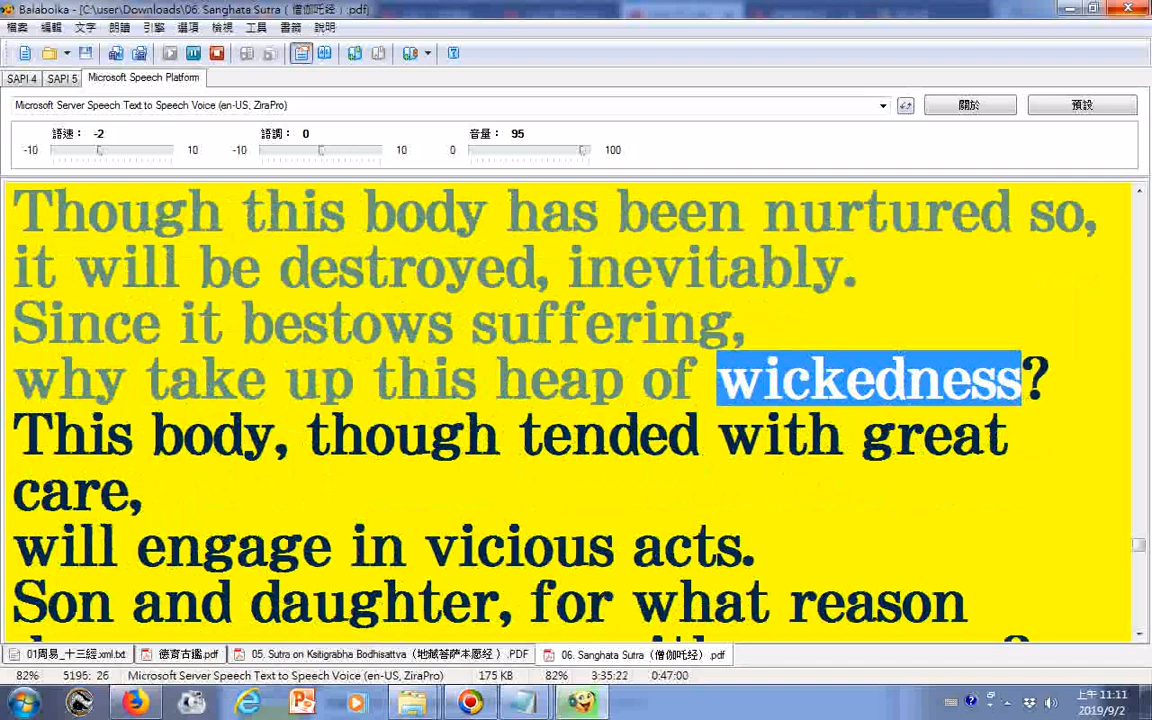 Balabolka - [C:\user\Downloads\06. Sanghata Sutra（僧伽吒经）.pdf]
檔案 編輯 文字 朗讀 引擎 選項 檢視 工具 書籤 說明
SAPI 4 SAPI 5 Microsoft Speech Platform
Microsoft Server Speech Text to Speech Voice (en-US, ZiraPro) 關於 預設
語速： -2 語調： 0 音量： 95
-10 10 -10 10 0 100
Though this body has been nurtured so,
it will be destroyed, inevitably.
Since it bestows suffering,
why take up this heap of wickedness?
This body, though tended with great
care,
will engage in vicious acts.
Son and daughter, for what reason
01周易_十三經.xml.txt 德育古鑑.pdf 05. Sutra on Ksitigrabha Bodhisattva（地藏菩萨本愿经）.PDF 06. Sanghata Sutra（僧伽吒经）.pdf
82% 5195: 26 Microsoft Server Speech Text to Speech Voice (en-US, ZiraPro) 175 KB 82% 3:35:22 0:47:00
上午 11:11
2019/9/2